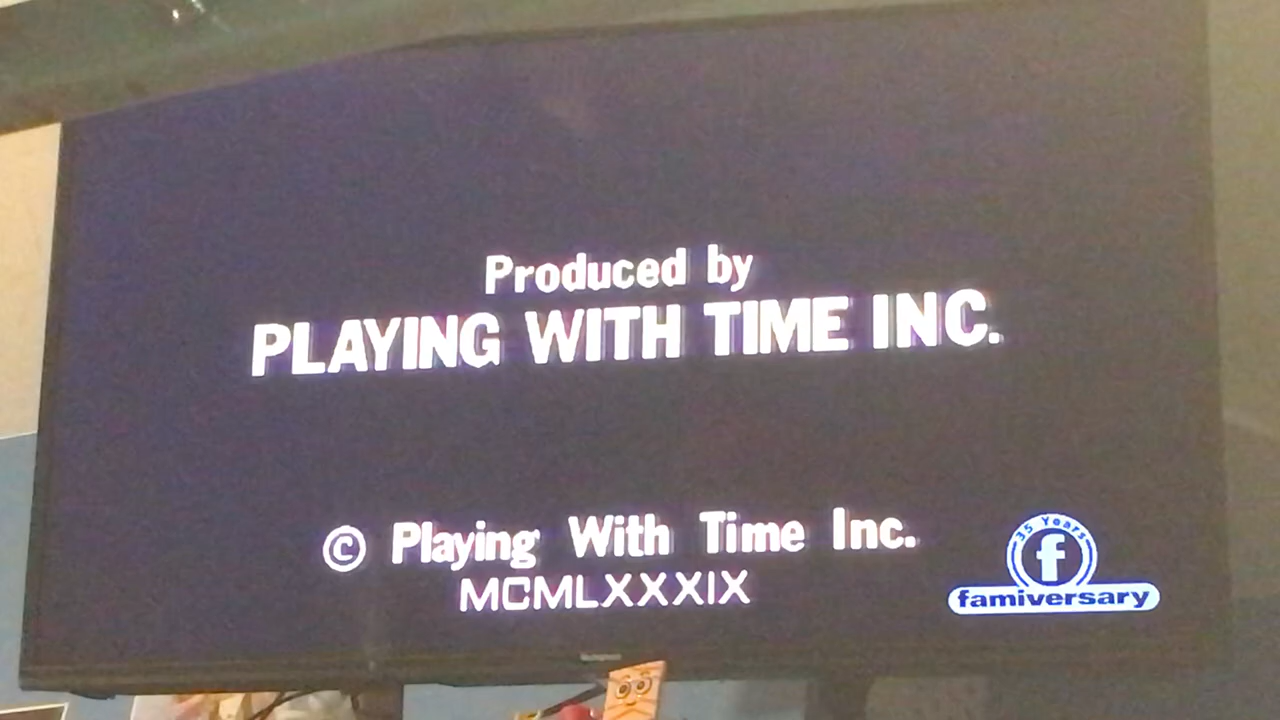 Produced by
PLAYING WITH TIME INC.
© Playing With Time Inc.
MCMLXXXIX
35 Years
f
famiversary